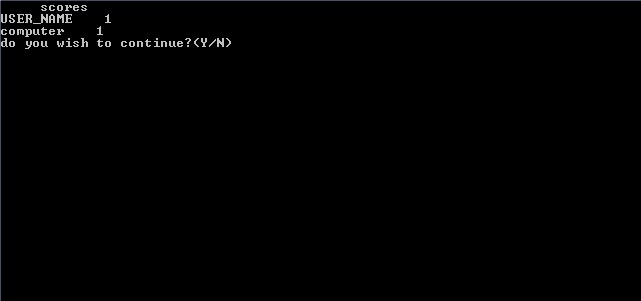 scores
USER_NAME    1
computer    1
do you wish to continue?(Y/N)